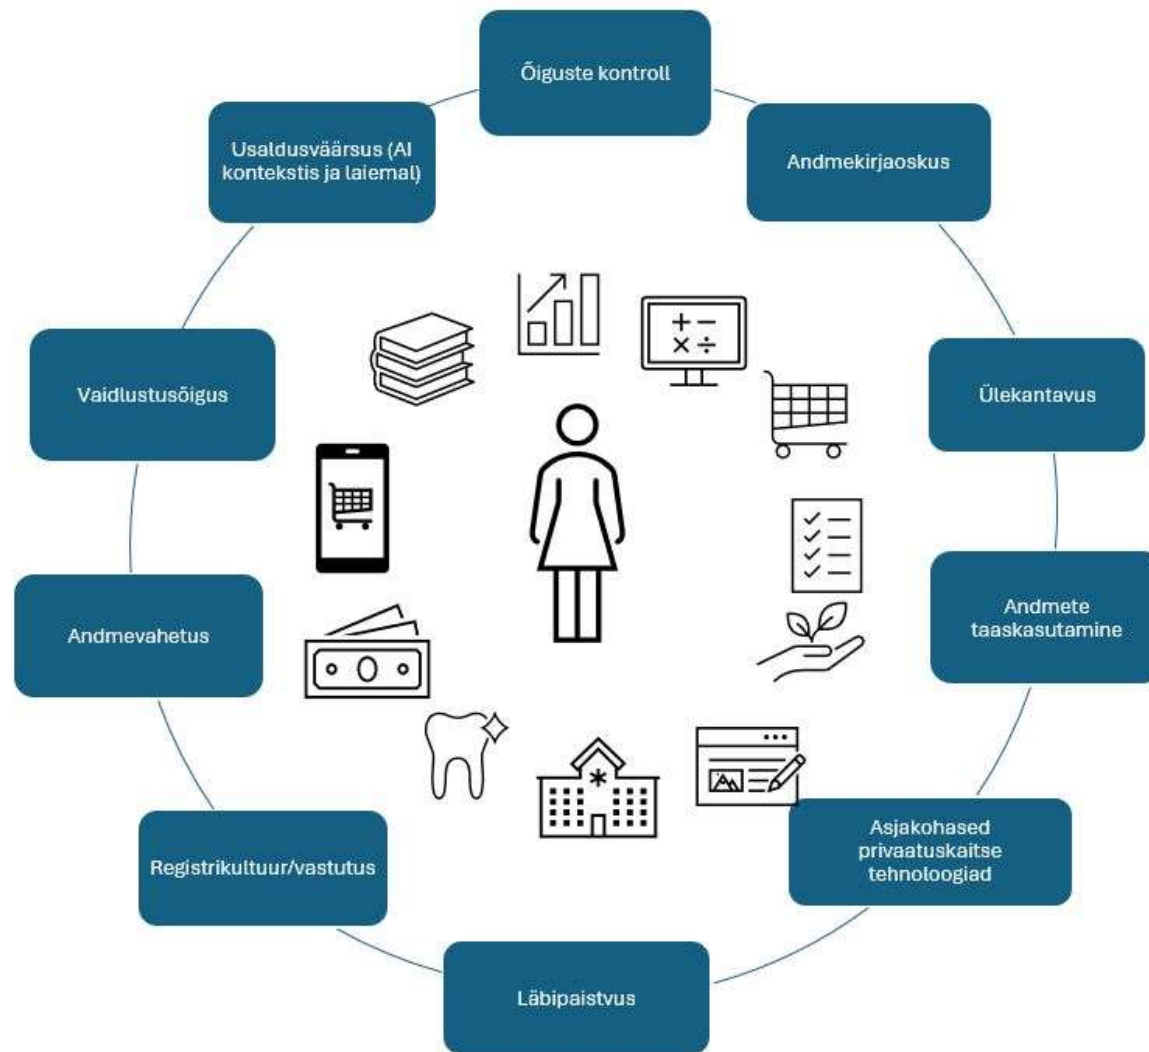 Õiguste kontroll
Andmekirjaoskus
Ülekantavus
Andmete
taaskasutamine
Asjakohased
privaatuskaitse
tehnoloogiad
Läbipaistvus
Registrikultuur/vastutus
Andmevahetus
Vaidlustusõigus
Usaldusväärsus (AI
kontekstis ja laiemal)